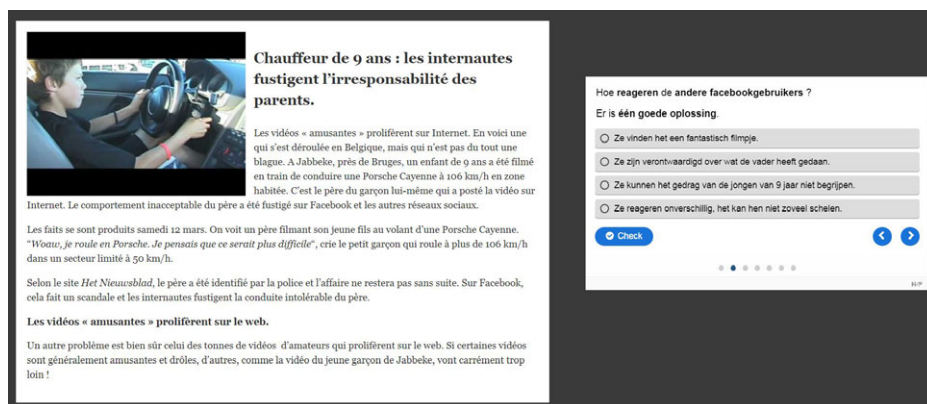 Chauffeur de 9 ans : les internautes
fustigent l'irresponsabilité des
parents.
Les vidéos « amusantes » prolifèrent sur Internet. En voici une
qui s'est déroulée en Belgique, mais qui n'est pas du tout une
blague. A Jabbeke, près de Bruges, un enfant de 9 ans a été filmé
en train de conduire une Porsche Cayenne à 106 km/h en zone
habitée. C'est le père du garçon lui-même qui a posté la vidéo sur
Internet. Le comportement inacceptable du père a été fustigé sur Facebook et les autres réseaux sociaux.
Les faits se sont produits samedi 12 mars. On voit un père filmant son jeune fils au volant d'une Porsche Cayenne.
"Woaw, je roule en Porsche. Je pensais que ce serait plus difficile", crie le petit garçon qui roule à plus de 106 km/h
dans un secteur limité à 50 km/h.
Selon le site Het Nieuwsblad, le père a été identifié par la police et l'affaire ne restera pas sans suite. Sur Facebook,
cela fait un scandale et les internautes fustigent la conduite intolérable du père.
Les vidéos « amusantes » prolifèrent sur le web.
Un autre problème est bien sûr celui des tonnes de vidéos d'amateurs qui prolifèrent sur le web. Si certaines vidéos
sont généralement amusantes et drôles, d'autres, comme la vidéo du jeune garçon de Jabbeke, vont carrément trop
loin !
Hoe reageren de andere facebookgebruikers ?
Er is één goede oplossing.
Ze vinden het een fantastisch filmpje.
Ze zijn verontwaardigd over wat de vader heeft gedaan.
Ze kunnen het gedrag van de jongen van 9 jaar niet begrijpen.
Ze reageren onverschillig, het kan hen niet zoveel schelen.
Check
H-P